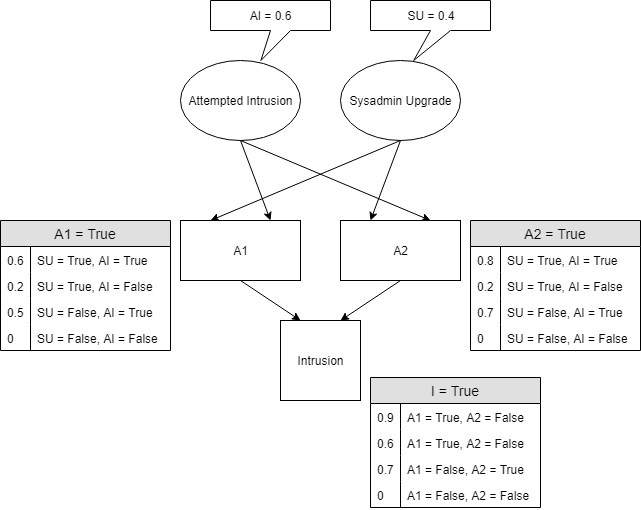 AI = 0.6
SU = 0.4
Attempted Intrusion
Sysadmin Upgrade
A1 = True
0.6 SU = True, AI = True
0.2 SU = True, AI = False
0.5 SU = False, AI = True
0 SU = False, AI = False
A1
A2
A2 = True
0.8 SU = True, AI = True
0.2 SU = True, AI = False
0.7 SU = False, AI = True
0 SU = False, AI = False
Intrusion
I = True
0.9 A1 = True, A2 = False
0.6 A1 = True, A2 = False
0.7 A1 = False, A2 = True
0 A1 = False, A2 = False